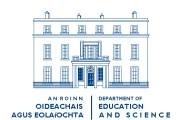 AN ROINN
OIDEACHAIS
AGUS EOLAÍOCHTA
DEPARTMENT OF
EDUCATION
AND SCIENCE